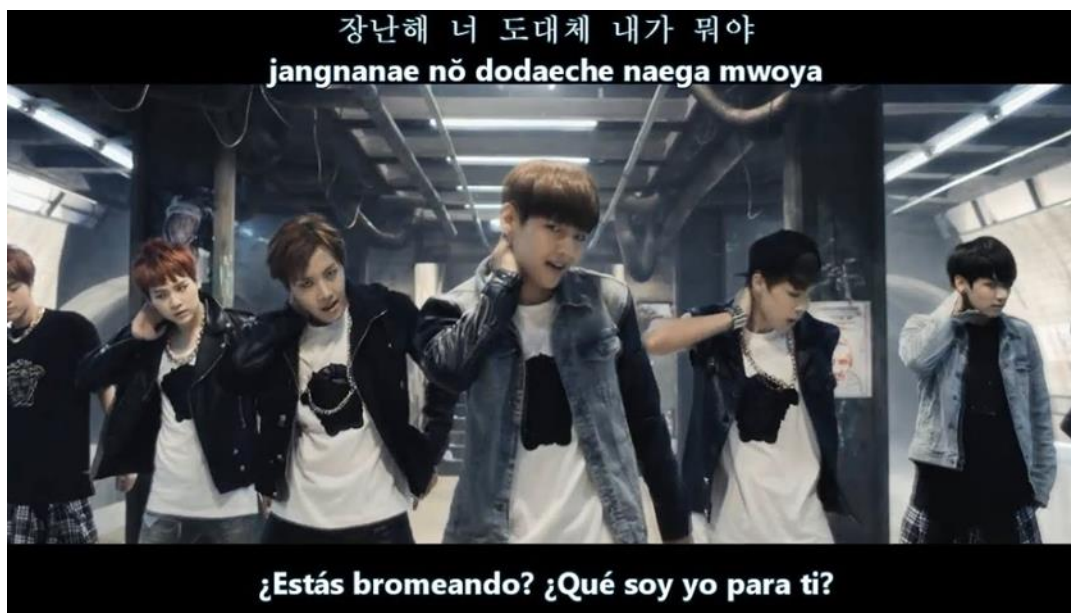 장난해 너 도대체 내가 뭐야
jangnanae nŏ dodaeche naega mwoya
¿Estás bromeando? ¿Qué soy yo para ti?